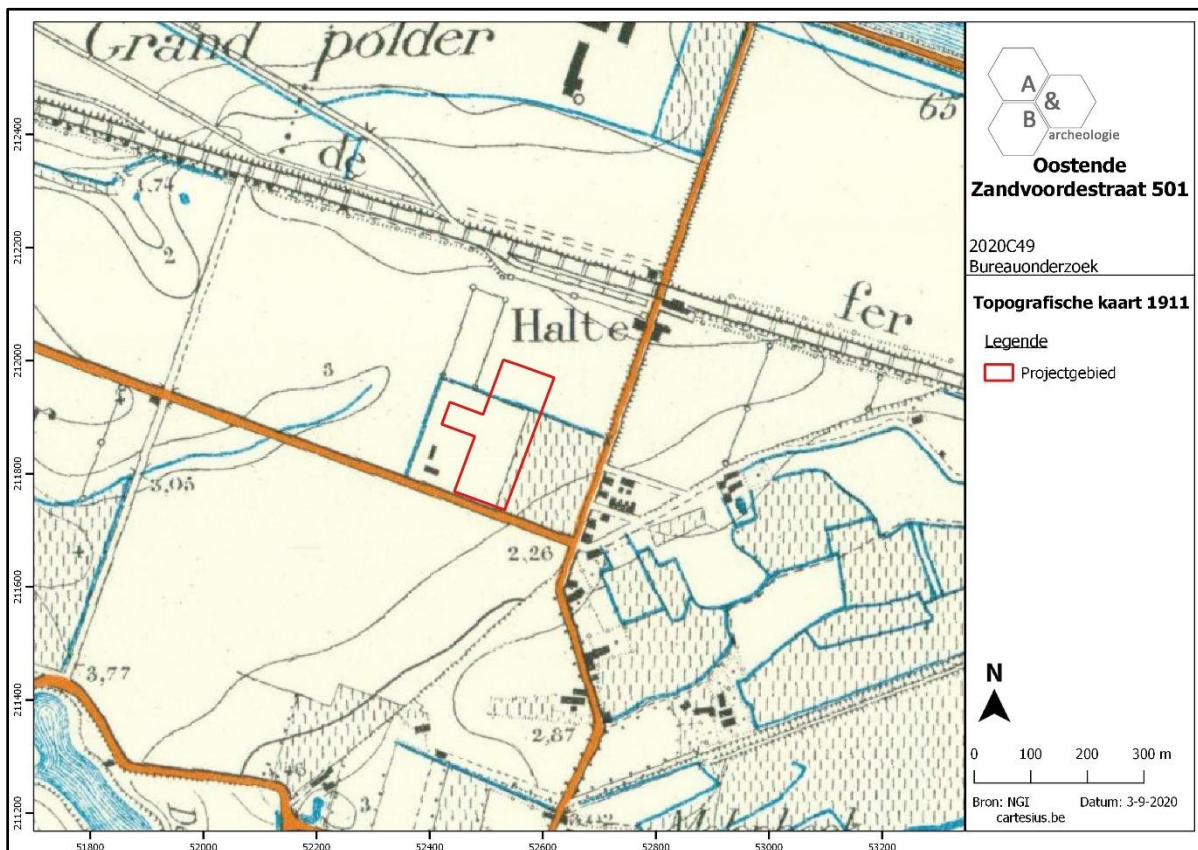 Grand polder
de
65
1,74
2
Halte
fer
3
3,05
2,26
3,77
2,87
3
212400
212200
212000
211800
211600
211400
211200
51800
52000
52200
52400
52600
52800
53000
53200
A
&
B
archeologie
Oostende
Zandvoordestraat 501
2020C49
Bureauonderzoek
Topografische kaart 1911
Legende
Projectgebied
N
0 100 200 300 m
Bron: NGI Datum: 3-9-2020
cartesius.be